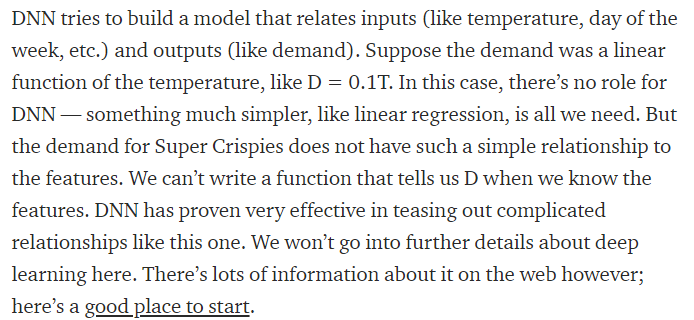 DNN tries to build a model that relates inputs (like temperature, day of the
week, etc.) and outputs (like demand). Suppose the demand was a linear
function of the temperature, like D = 0.1T. In this case, there’s no role for
DNN — something much simpler, like linear regression, is all we need. But
the demand for Super Crispies does not have such a simple relationship to
the features. We can’t write a function that tells us D when we know the
features. DNN has proven very effective in teasing out complicated
relationships like this one. We won’t go into further details about deep
learning here. There’s lots of information about it on the web however;
here’s a good place to start.